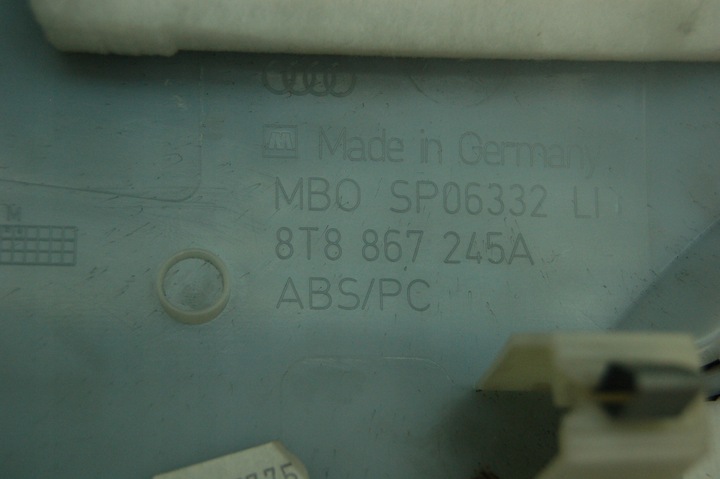 Made in Germany
MBO SP06332
8T8 867 245A
ABS/PC
M